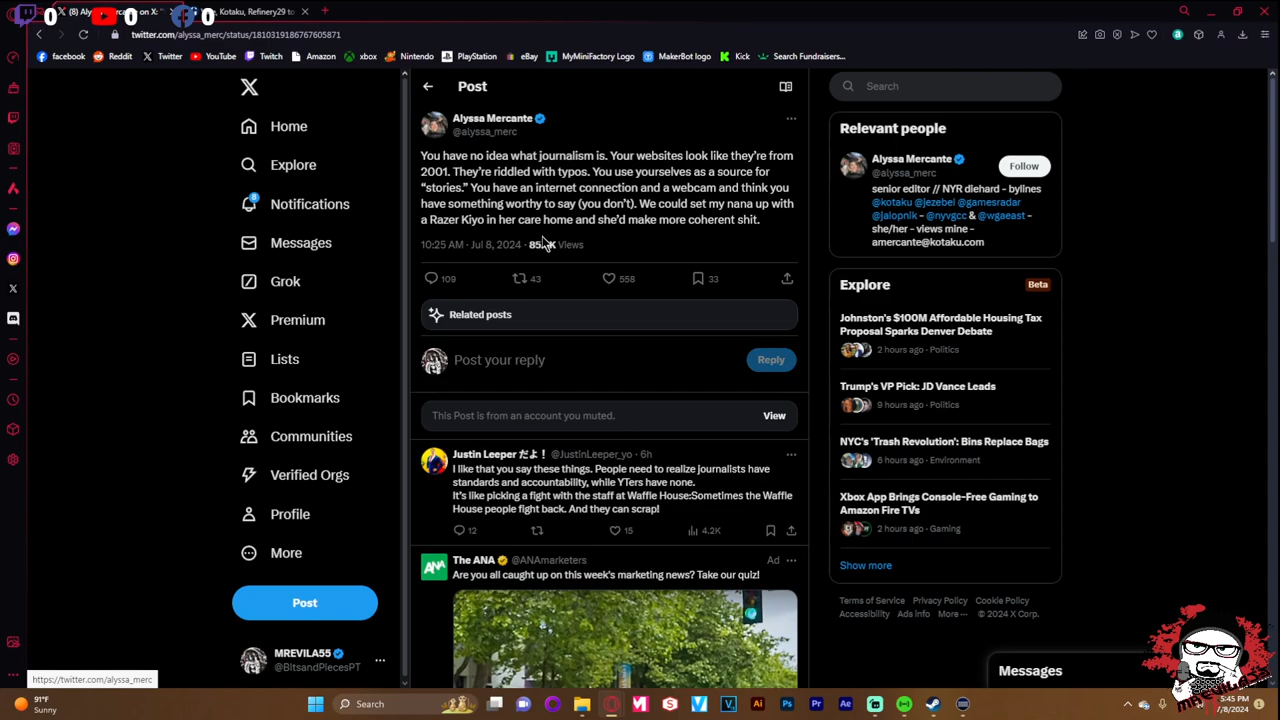 0
0
0
(8) Aly
on X: "
, Kotaku, Refinery29 to
twitter.com/alyssa_merc/status/1810319186767605871
facebook
Reddit
Twitter
YouTube
Twitch
Amazon
xbox
Nintendo
PlayStation
eBay
MyMiniFactory Logo
MakerBot logo
Kick
Search Fundraisers...
Home
Explore
8
Notifications
Messages
Grok
Premium
Lists
Bookmarks
Communities
Verified Orgs
Profile
More
Post
MREVILA55
@BItsandPIecesPT
https://twitter.com/alyssa_merc
Post
Alyssa Mercante
@alyssa_merc
You have no idea what journalism is. Your websites look like they're from
2001. They're riddled with typos. You use yourselves as a source for
“stories.” You have an internet connection and a webcam and think you
have something worthy to say (you don't). We could set my nana up with
a Razer Kiyo in her care home and she'd make more coherent shit.
10:25 AM · Jul 8, 2024 · Views
109
43
558
33
Related posts
Post your reply
Reply
This Post is from an account you muted.
View
Justin Leeper だよ！ @JustInLeeper_yo · 6h
I like that you say these things. People need to realize journalists have
standards and accountability, while YTers have none.
It's like picking a fight with the staff at Waffle House:Sometimes the Waffle
House people fight back. And they can scrap!
12
15
4.2K
The ANA @ANAmarketers
Ad
Are you all caught up on this week's marketing news? Take our quiz!
Search
Relevant people
Alyssa Mercante
@alyssa_merc
Follow
senior editor // NYR diehard - bylines
@kotaku @jezebel @gamesradar
@jalopnik - @nyvgcc & @wgaeast -
she/her - views mine -
amercante@kotaku.com
Explore
Beta
Johnston's $100M Affordable Housing Tax
Proposal Sparks Denver Debate
2 hours ago · Politics
Trump's VP Pick: JD Vance Leads
9 hours ago · Politics
NYC's 'Trash Revolution': Bins Replace Bags
6 hours ago · Environment
Xbox App Brings Console-Free Gaming to
Amazon Fire TVs
2 hours ago · Gaming
Show more
Terms of Service Privacy Policy Cookie Policy
Accessibility Ads info More ··· © 2024 X Corp.
Messages
91°F
Sunny
Search
5:45 PM